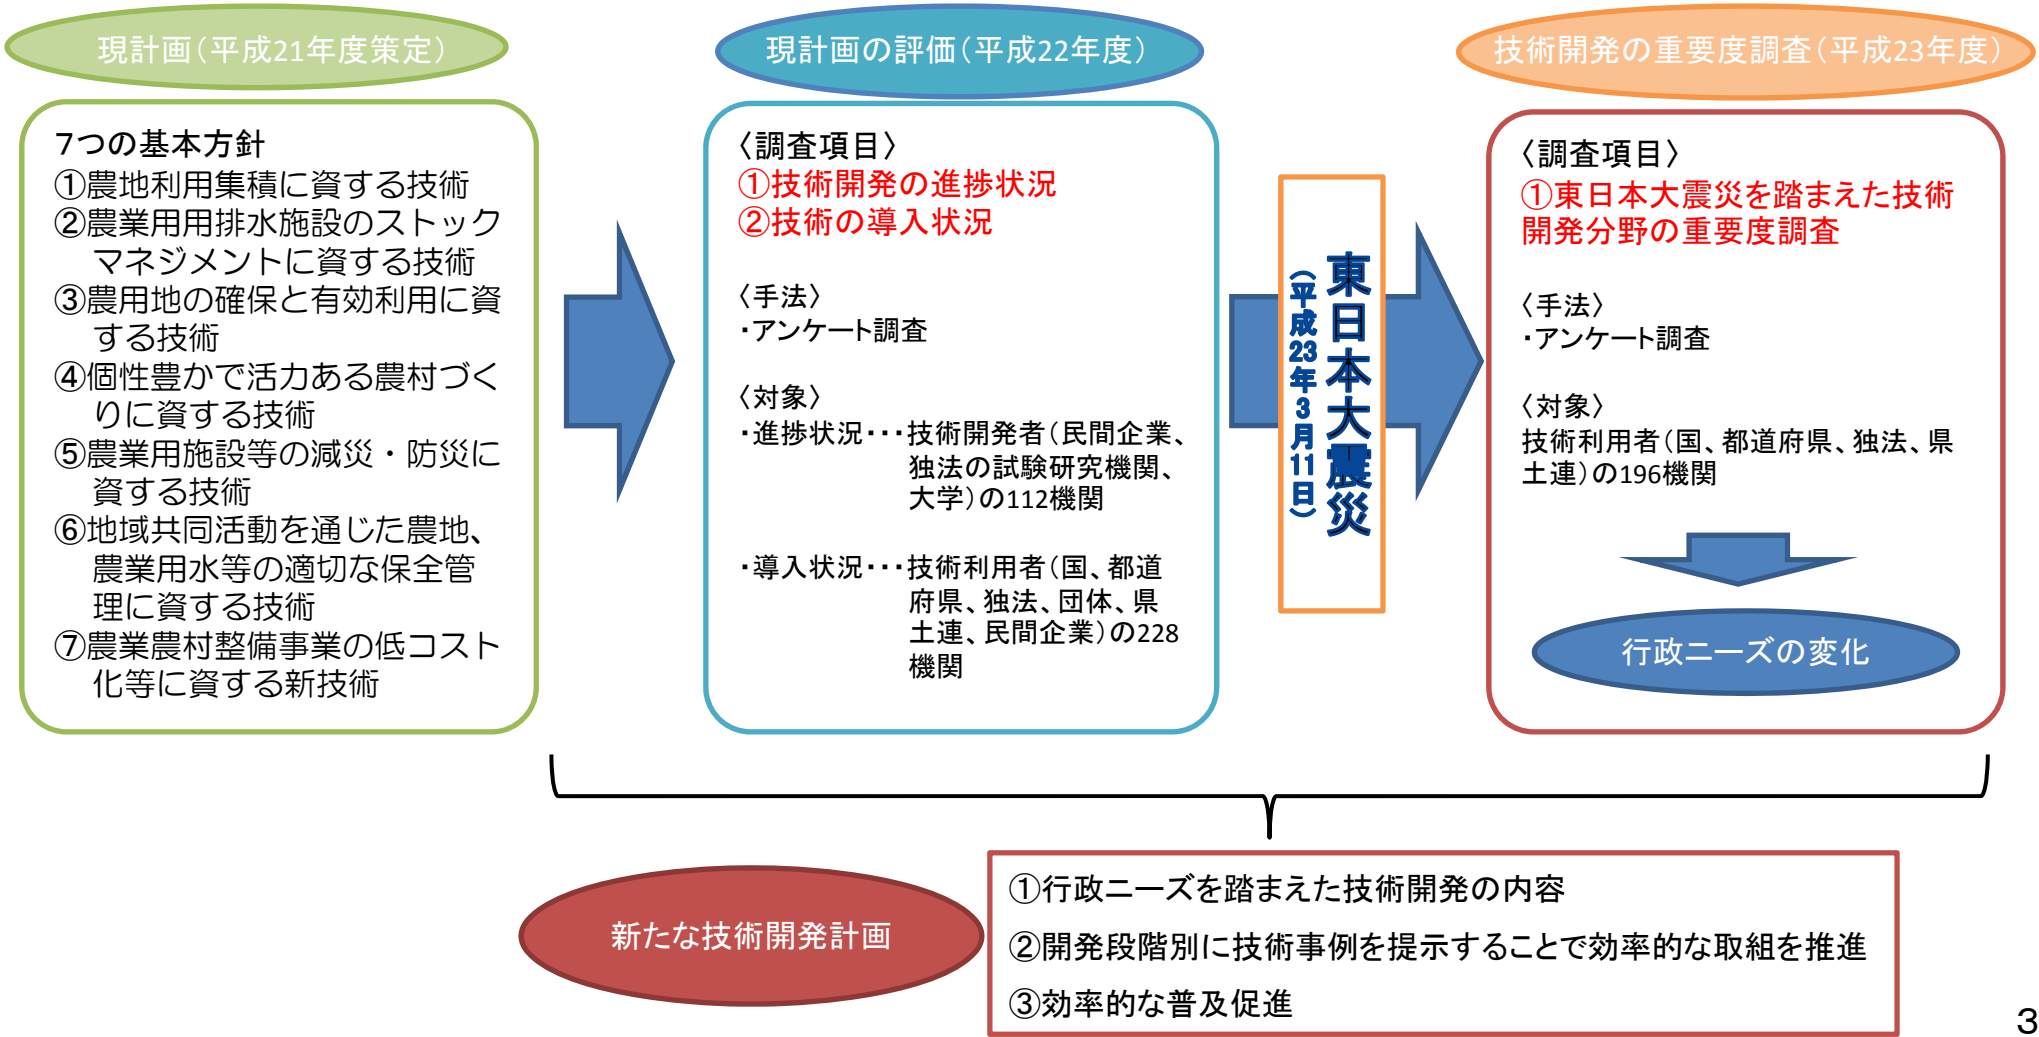 現計画（平成21年度策定）
7つの基本方針
①農地利用集積に資する技術
②農業用用排水施設のストック
マネジメントに資する技術
③農用地の確保と有効利用に資
する技術
④個性豊かで活力ある農村づく
りに資する技術
⑤農業用施設等の減災・防災に
資する技術
⑥地域共同活動を通じた農地、
農業用水等の適切な保全管
理に資する技術
⑦農業農村整備事業の低コスト
化等に資する新技術
現計画の評価（平成22年度）
〈調査項目〉
①技術開発の進捗状況
②技術の導入状況
〈手法〉
・アンケート調査
〈対象〉
・進捗状況・・・技術開発者（民間企業、
独法の試験研究機関、
大学）の112機関
・導入状況・・・技術利用者（国、都道
府県、独法、団体、県
土連、民間企業）の228
機関
東日本大震災
（平成23年3月11日）
技術開発の重要度調査（平成23年度）
〈調査項目〉
①東日本大震災を踏まえた技術
開発分野の重要度調査
〈手法〉
・アンケート調査
〈対象〉
技術利用者（国、都道府県、独法、県
土連）の196機関
行政ニーズの変化
新たな技術開発計画
①行政ニーズを踏まえた技術開発の内容
②開発段階別に技術事例を提示することで効率的な取組を推進
③効率的な普及促進
3